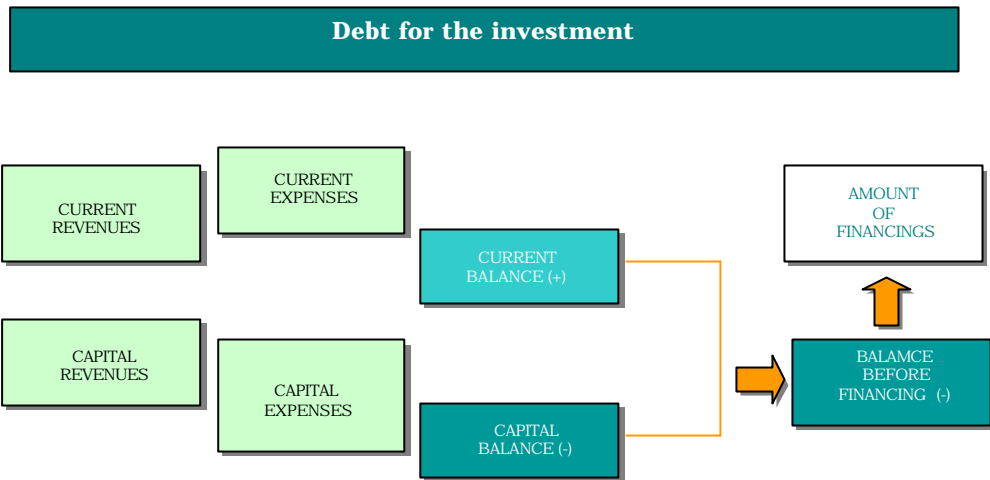 Debt for the investment
CURRENT
REVENUES
CURRENT
EXPENSES
CURRENT
BALANCE (+)
AMOUNT
OF
FINANCINGS
CAPITAL
REVENUES
CAPITAL
EXPENSES
CAPITAL
BALANCE (-)
BALAMCE
BEFORE
FINANCING (-)